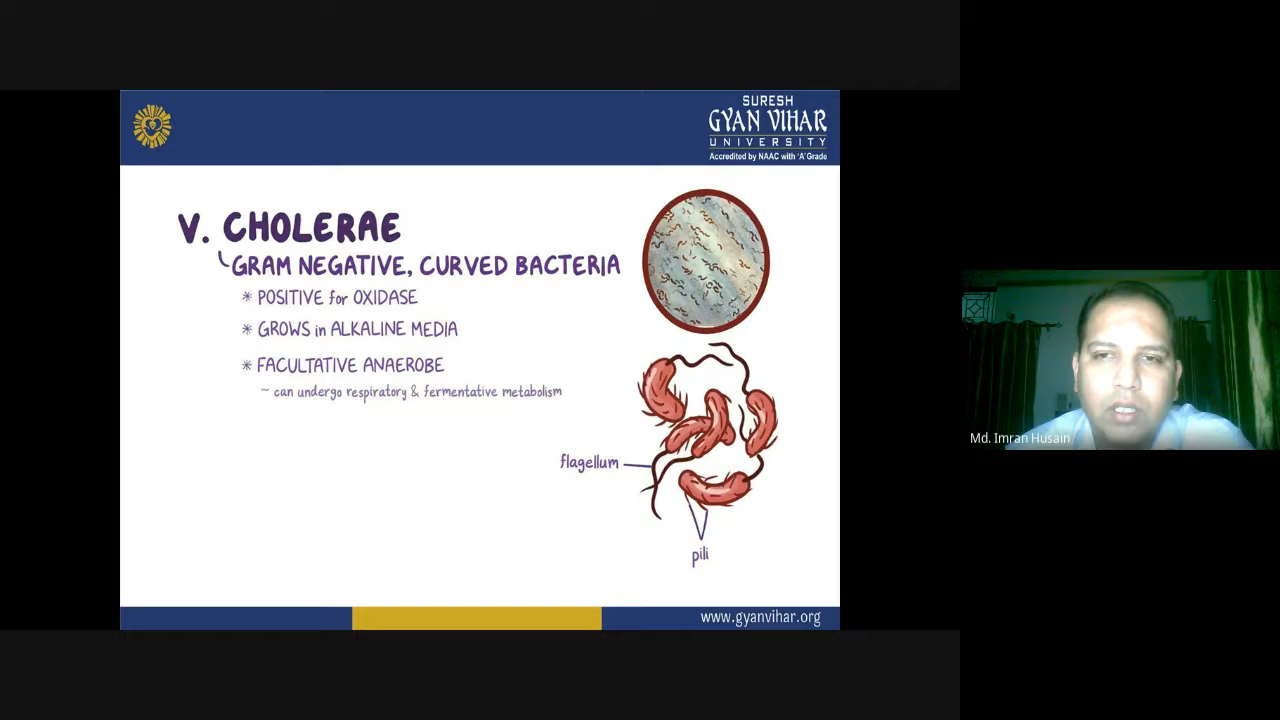 SURESH
GYAN VIHAR
UNIVERSITY
Accredited by NAAC with 'A' Grade
V. CHOLERAE
GRAM NEGATIVE, CURVED BACTERIA
* POSITIVE for OXIDASE
* GROWS in ALKALINE MEDIA
* FACULTATIVE ANAEROBE
~ can undergo respiratory & fermentative metabolism
flagellum
pili
Md. Imran Husain
www.gyanvihar.org